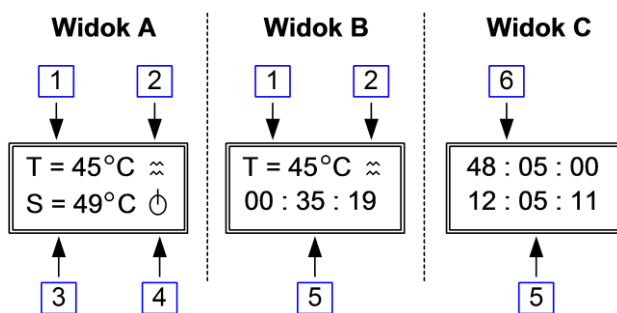 Widok A Widok B Widok C
1 2 1 2 6
T = 45°C ≈ T = 45°C ≈ 48 : 05 : 00
S = 49°C 00 : 35 : 19 12 : 05 : 11
3 4 5 5